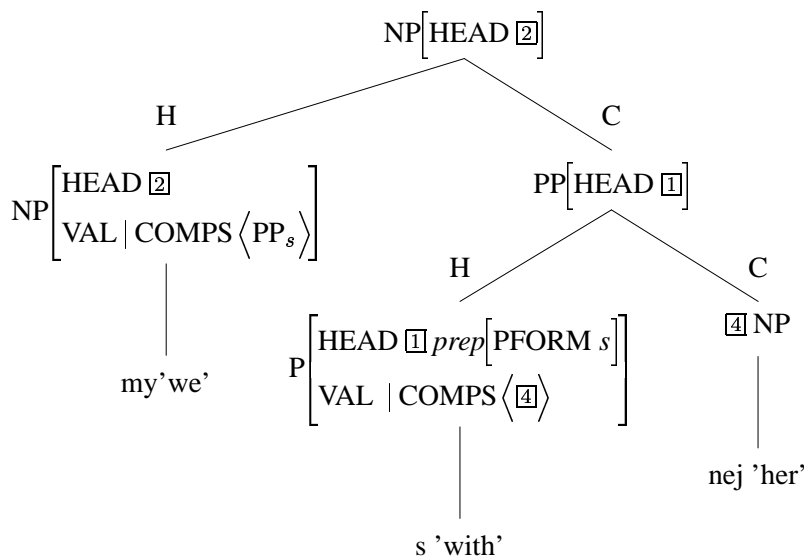 NP[HEAD [2]]
H C
NP[HEAD [2]
VAL | COMPS ⟨PPs⟩]
PP[HEAD [1]]
H C
P[HEAD [1] prep[PFORM s]
VAL | COMPS⟨[4]⟩]
[4] NP
my'we'
nej 'her'
s 'with'